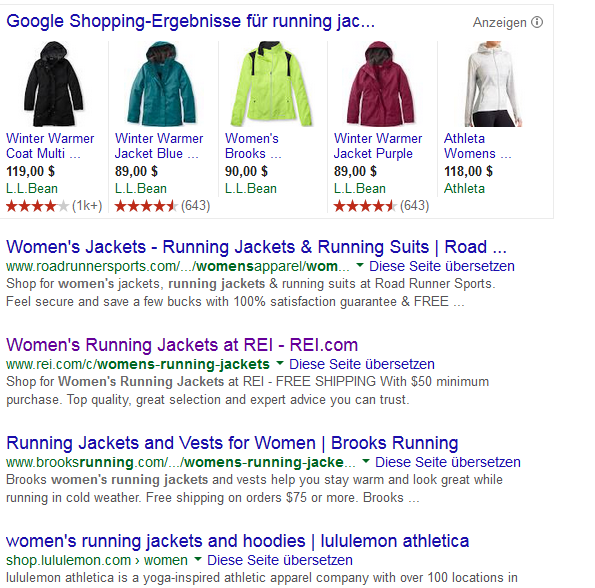 Google Shopping-Ergebnisse für running jac...
Anzeigen
Winter Warmer Coat Multi ...
119,00 $
L.L.Bean
(1k+)
Winter Warmer Jacket Blue ...
89,00 $
L.L.Bean
(643)
Women's Brooks ...
90,00 $
L.L.Bean
Winter Warmer Jacket Purple
89,00 $
L.L.Bean
(643)
Athleta Womens ...
118,00 $
Athleta
Women's Jackets - Running Jackets & Running Suits | Road ...
www.roadrunnersports.com/.../womensapparel/wom... Diese Seite übersetzen
Shop for women's jackets, running jackets & running suits at Road Runner Sports.
Feel secure and save a few bucks with 100% satisfaction guarantee & FREE ...
Women's Running Jackets at REI - REI.com
www.rei.com/c/womens-running-jackets Diese Seite übersetzen
Shop for Women's Running Jackets at REI - FREE SHIPPING With $50 minimum
purchase. Top quality, great selection and expert advice you can trust.
Running Jackets and Vests for Women | Brooks Running
www.brooksrunning.com/.../womens-running-jacke... Diese Seite übersetzen
Brooks women's running jackets and vests help you stay warm and look great while
running in cold weather. Free shipping on orders $75 or more. Brooks ...
women's running jackets and hoodies | lululemon athletica
shop.lululemon.com › women Diese Seite übersetzen
lululemon athletica is a yoga-inspired athletic apparel company with over 100 locations in